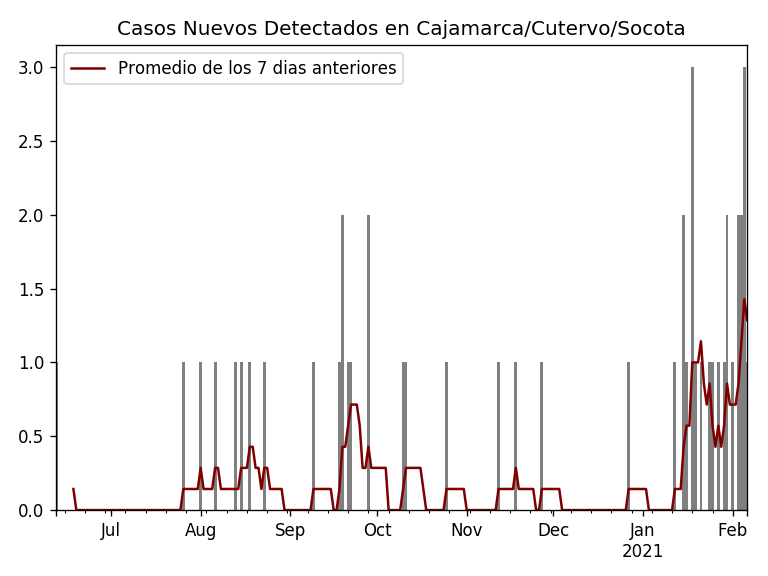 Casos Nuevos Detectados en Cajamarca/Cutervo/Socota
Promedio de los 7 dias anteriores
3.0
2.5
2.0
1.5
1.0
0.5
0.0
Jul Aug Sep Oct Nov Dec Jan Feb
2021